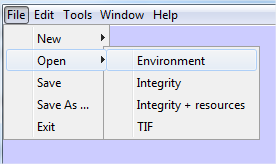 File Edit Tools Window Help
New
Open
Save
Save As ...
Exit
Environment
Integrity
Integrity + resources
TIF